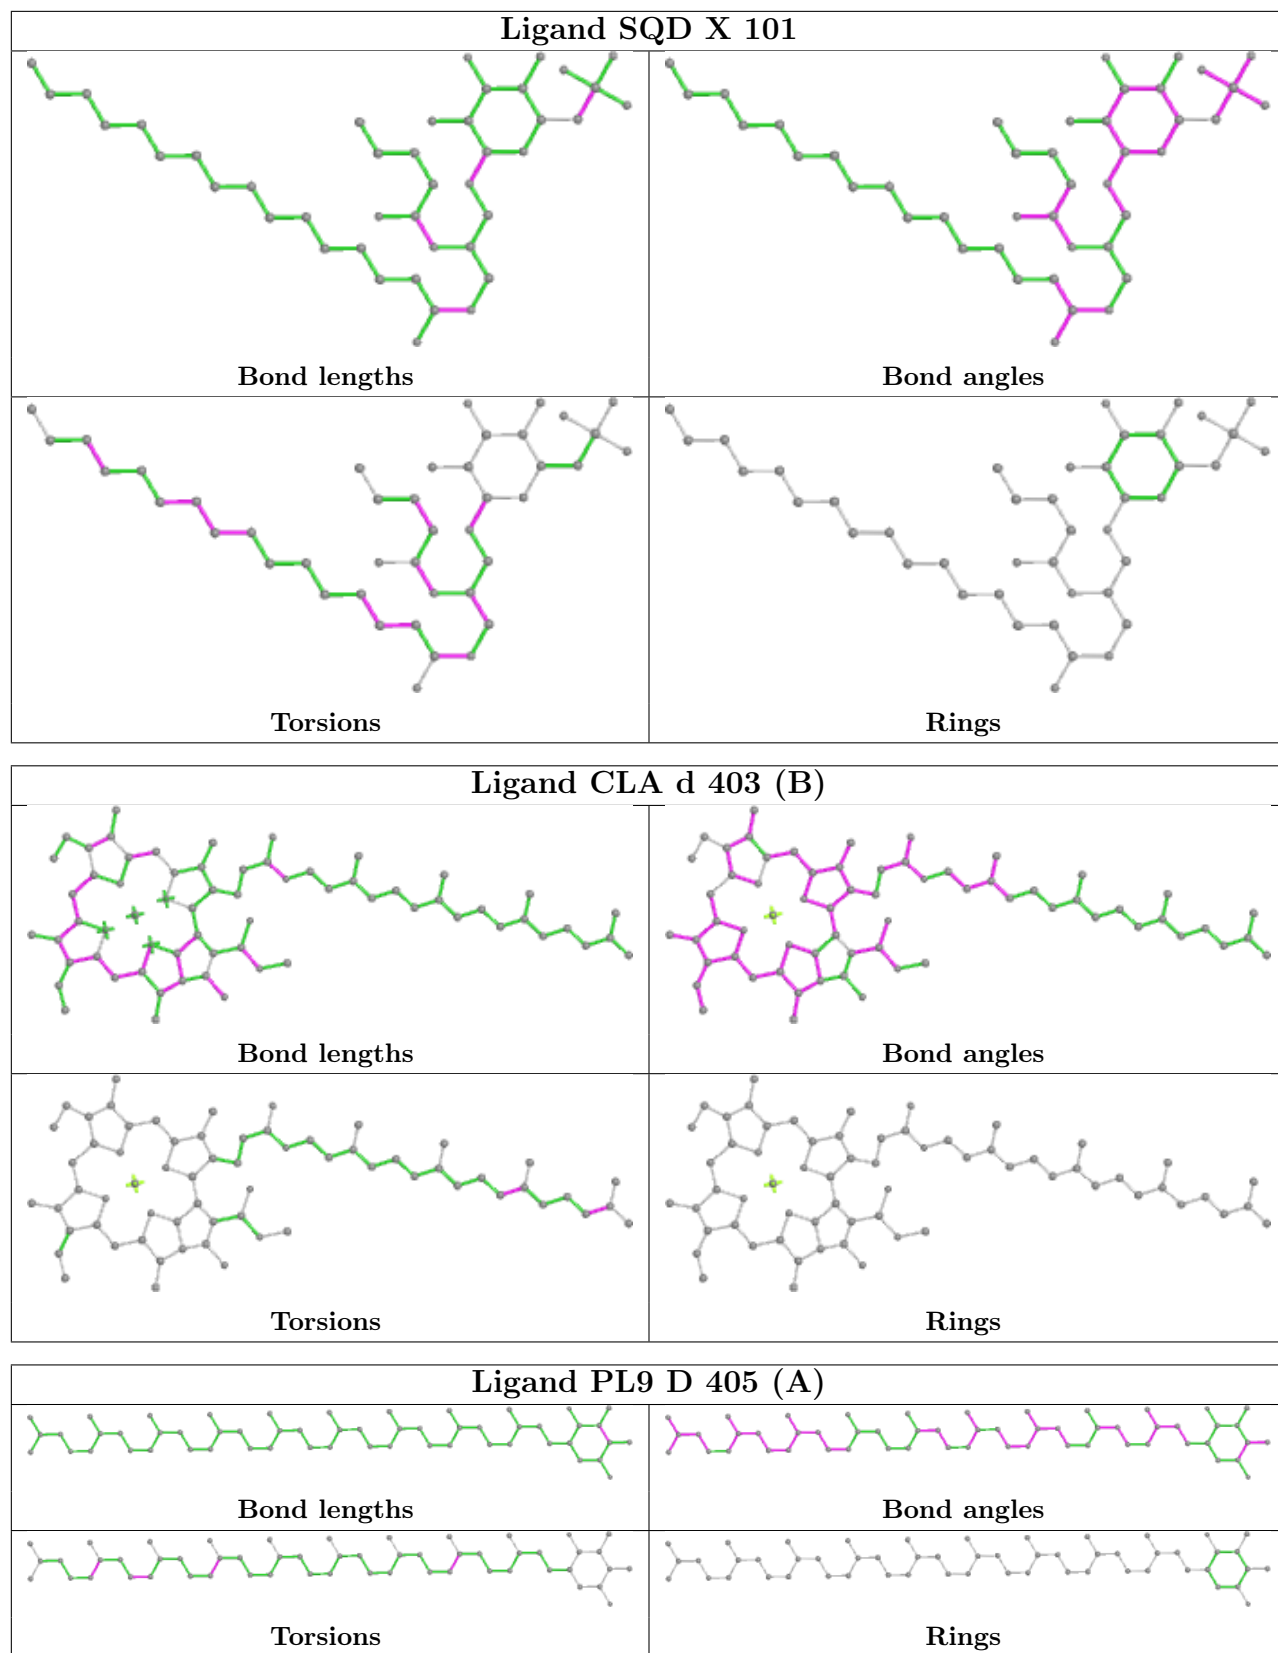 Ligand SQD X 101
Bond lengths
Bond angles
Torsions
Rings
Ligand CLA d 403 (B)
Bond lengths
Bond angles
Torsions
Rings
Ligand PL9 D 405 (A)
Bond lengths
Bond angles
Torsions
Rings